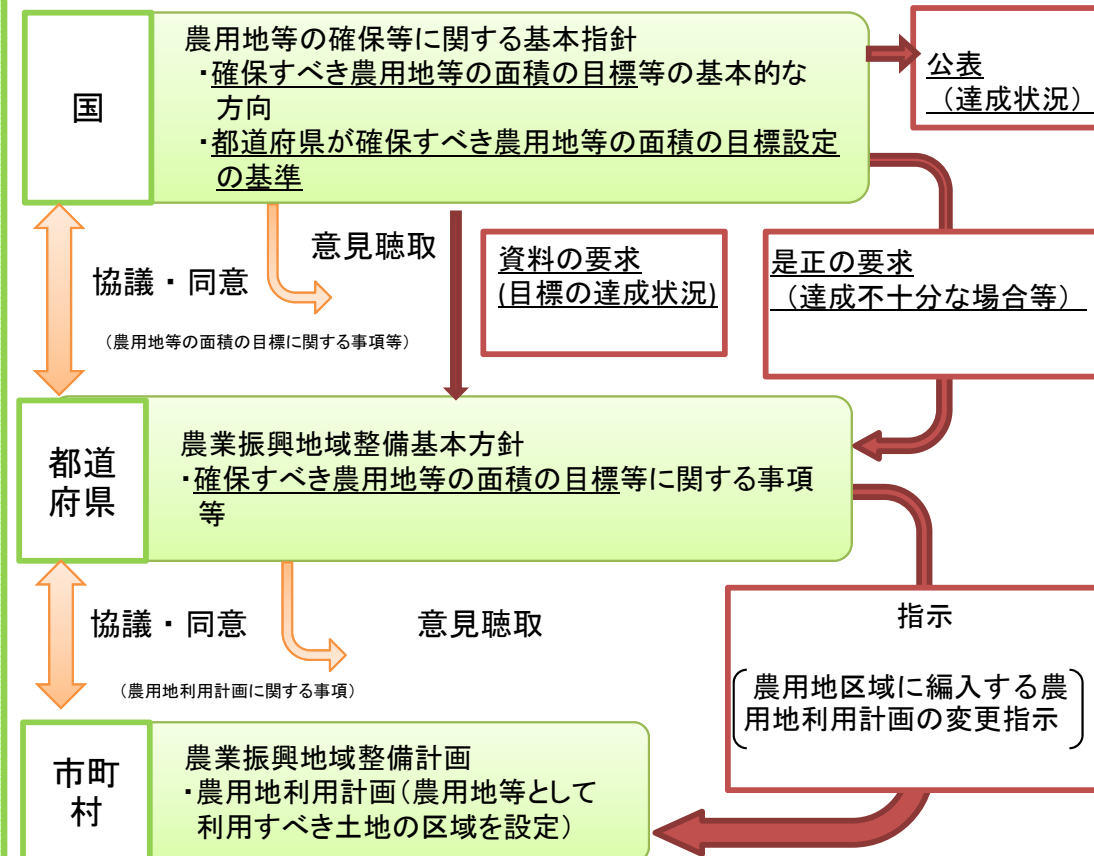 国
農用地等の確保等に関する基本指針
・確保すべき農用地等の面積の目標等の基本的な
方向
・都道府県が確保すべき農用地等の面積の目標設定
の基準
公表
（達成状況）
協議・同意
意見聴取
（農用地等の面積の目標に関する事項等）
資料の要求
(目標の達成状況)
是正の要求
（達成不十分な場合等）
都道
府県
農業振興地域整備基本方針
・確保すべき農用地等の面積の目標等に関する事項
等
協議・同意
意見聴取
（農用地利用計画に関する事項）
指示
農用地区域に編入する農
用地利用計画の変更指示
市町
村
農業振興地域整備計画
・農用地利用計画（農用地等として
利用すべき土地の区域を設定）